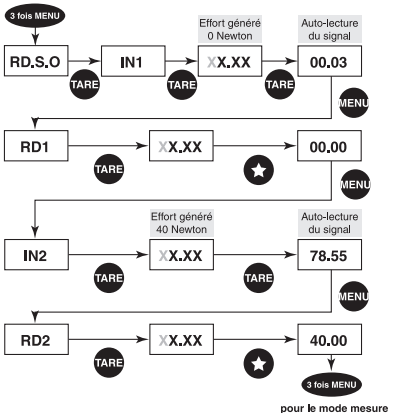 3 fois MENU
Effort généré
0 Newton
Auto-lecture
du signal
RD.S.O
IN1
XX.XX
00.03
TARE
TARE
TARE
MENU
RD1
XX.XX
00.00
TARE
MENU
Effort généré
40 Newton
Auto-lecture
du signal
IN2
XX.XX
78.55
TARE
TARE
MENU
RD2
XX.XX
40.00
TARE
3 fois MENU
pour le mode mesure